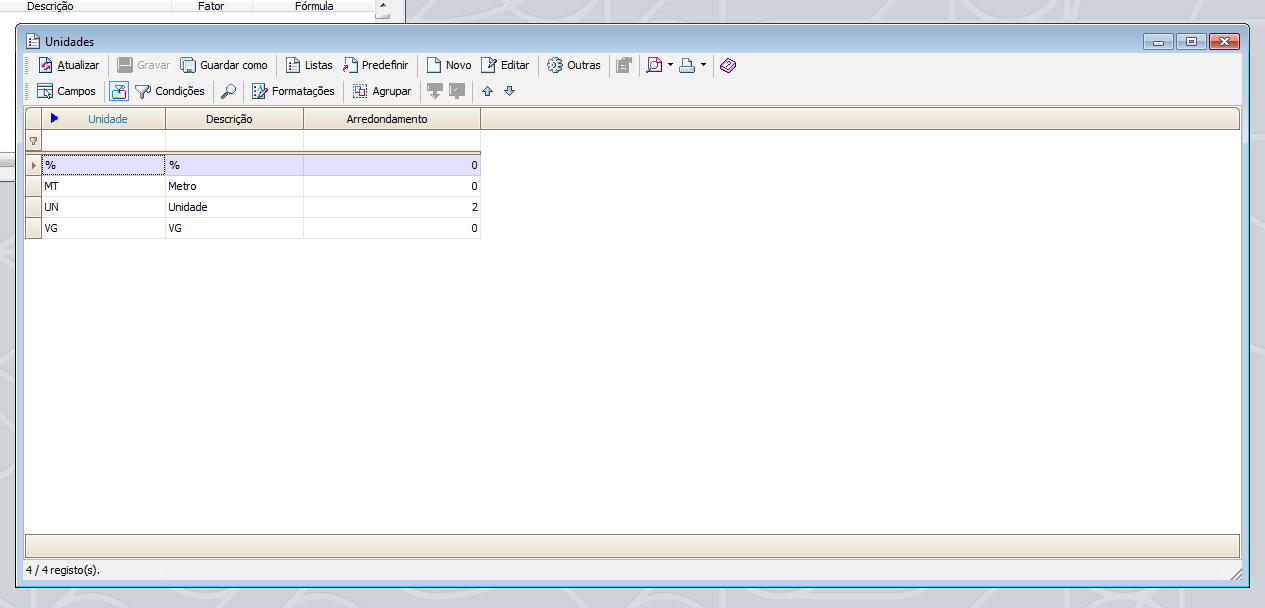 Descrição Fator Fórmula
Unidades
Atualizar Gravar Guardar como Listas Predefinir Novo Editar Outras
Campos Condições Formatações Agrupar
Unidade Descrição Arredondamento
% % 0
MT Metro 0
UN Unidade 2
VG VG 0
4 / 4 registo(s).